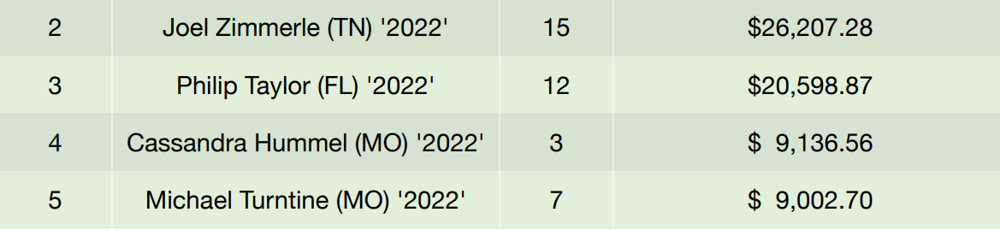 2 Joel Zimmerle (TN) '2022' 15 $26,207.28
3 Philip Taylor (FL) '2022' 12 $20,598.87
4 Cassandra Hummel (MO) '2022' 3 $ 9,136.56
5 Michael Turntine (MO) '2022' 7 $ 9,002.70